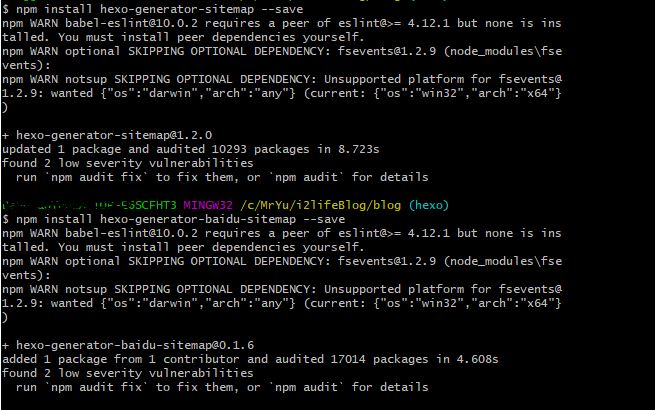 $ npm install hexo-generator-sitemap --save
npm WARN babel-eslint@10.0.2 requires a peer of eslint@>= 4.12.1 but none is ins
talled. You must install peer dependencies yourself.
npm WARN optional SKIPPING OPTIONAL DEPENDENCY: fsevents@1.2.9 (node_modules\fse
vents):
npm WARN notsup SKIPPING OPTIONAL DEPENDENCY: Unsupported platform for fsevents@
1.2.9: wanted {"os":"darwin","arch":"any"} (current: {"os":"win32","arch":"x64"}
)
+ hexo-generator-sitemap@1.2.0
updated 1 package and audited 10293 packages in 8.723s
found 2 low severity vulnerabilities
run `npm audit fix` to fix them, or `npm audit` for details
MINGW32 /c/MrYu/i2lifeBlog/blog (hexo)
$ npm install hexo-generator-baidu-sitemap --save
npm WARN babel-eslint@10.0.2 requires a peer of eslint@>= 4.12.1 but none is ins
talled. You must install peer dependencies yourself.
npm WARN optional SKIPPING OPTIONAL DEPENDENCY: fsevents@1.2.9 (node_modules\fse
vents):
npm WARN notsup SKIPPING OPTIONAL DEPENDENCY: Unsupported platform for fsevents@
1.2.9: wanted {"os":"darwin","arch":"any"} (current: {"os":"win32","arch":"x64"}
)
+ hexo-generator-baidu-sitemap@0.1.6
added 1 package from 1 contributor and audited 17014 packages in 4.608s
found 2 low severity vulnerabilities
run `npm audit fix` to fix them, or `npm audit` for details